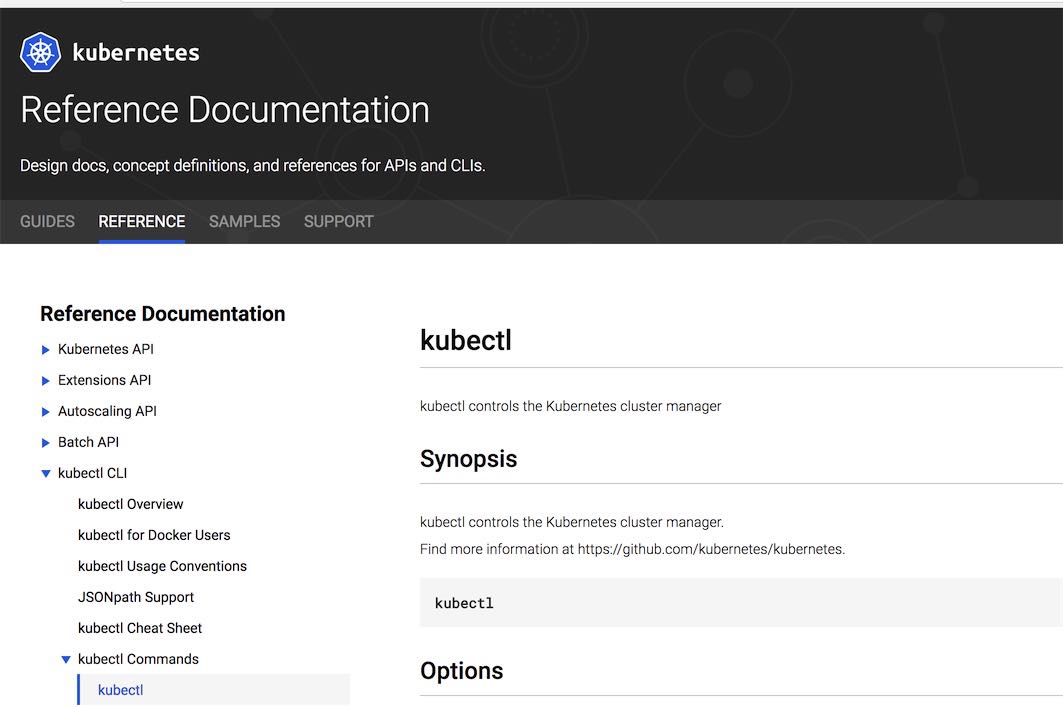 kubernetes
Reference Documentation
Design docs, concept definitions, and references for APIs and CLIs.
GUIDES REFERENCE SAMPLES SUPPORT
Reference Documentation
Kubernetes API
Extensions API
Autoscaling API
Batch API
kubectl CLI
kubectl Overview
kubectl for Docker Users
kubectl Usage Conventions
JSONpath Support
kubectl Cheat Sheet
kubectl Commands
kubectl
kubectl
kubectl controls the Kubernetes cluster manager
Synopsis
kubectl controls the Kubernetes cluster manager.
Find more information at https://github.com/kubernetes/kubernetes.
kubectl
Options